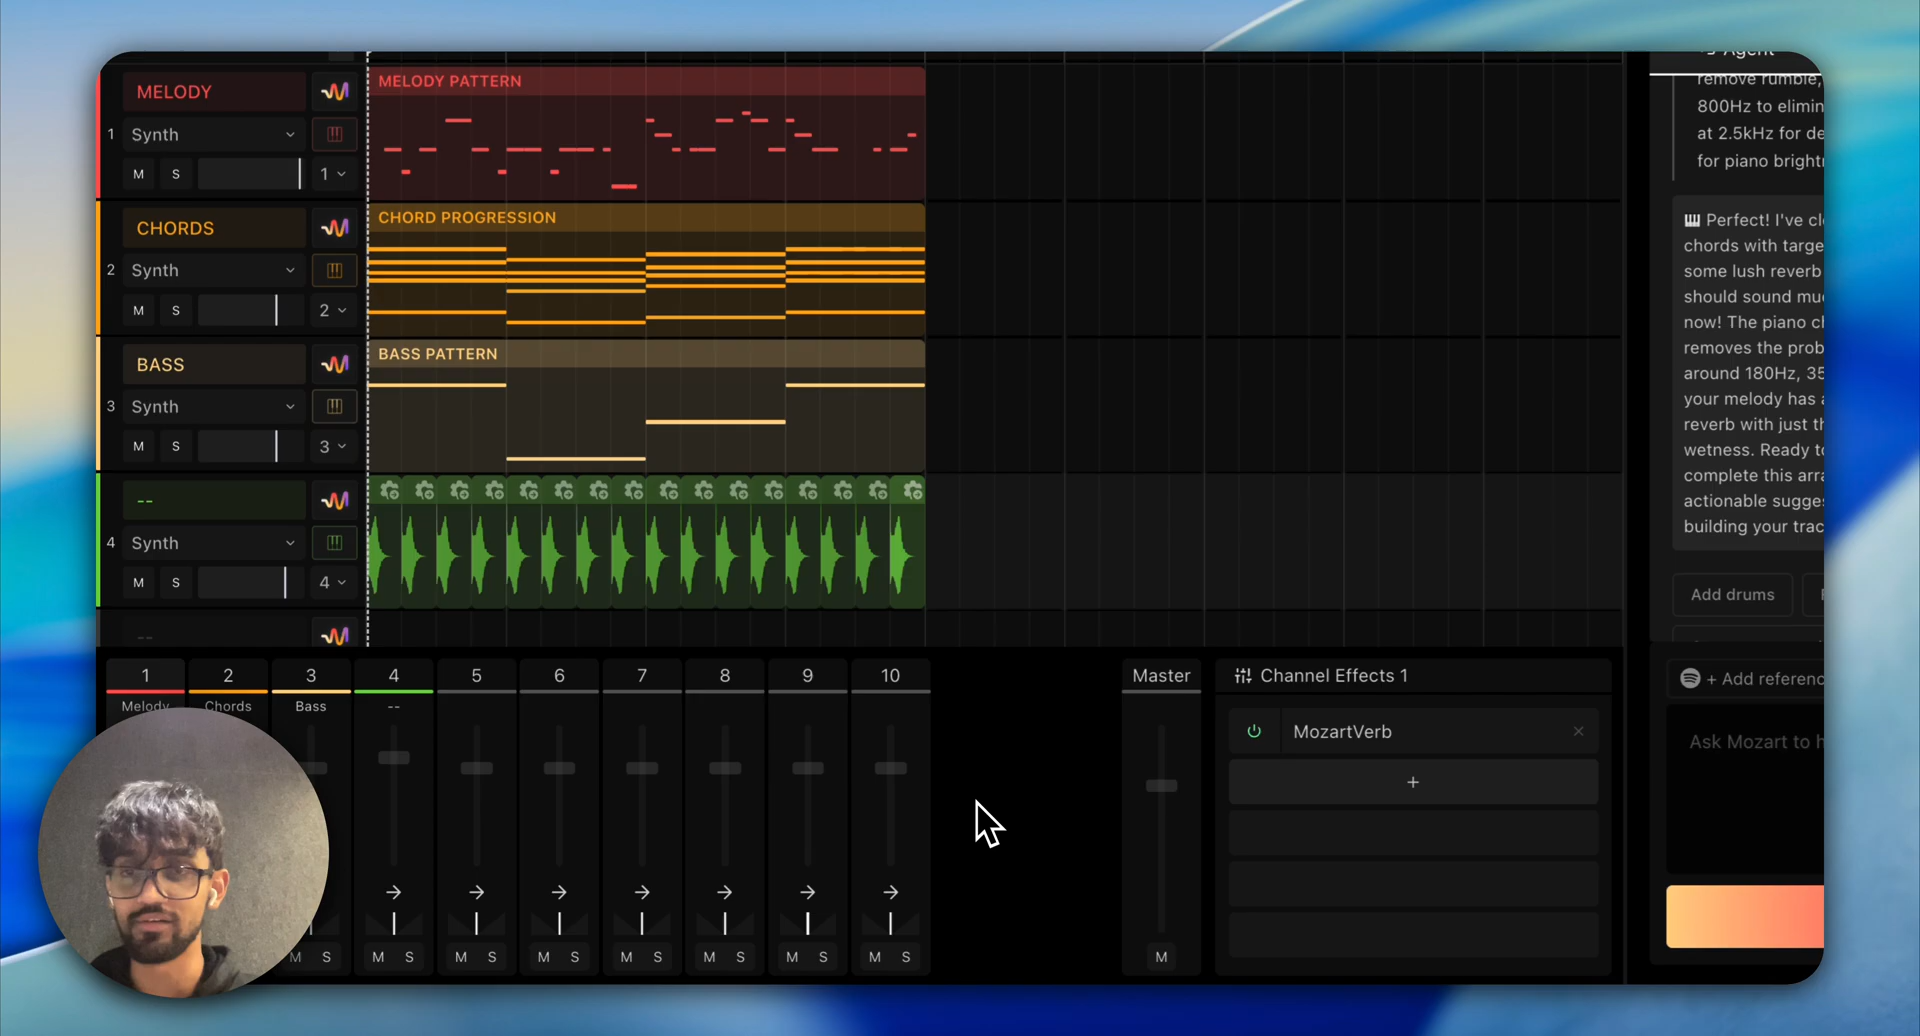 Agent
MELODY
MELODY PATTERN
1
Synth
M S 1
CHORDS
CHORD PROGRESSION
2
Synth
M S 2
BASS
BASS PATTERN
3
Synth
M S 3
--
4
Synth
M S 4
--
remove rumble,
800Hz to elimin
at 2.5kHz for de
for piano bright
Perfect! I've cl
chords with targe
some lush reverb
should sound mu
now! The piano c
removes the prob
around 180Hz, 35
your melody has
reverb with just t
wetness. Ready t
complete this arra
actionable sugges
building your trac
Add drums
+ Add referenc
Ask Mozart to h
1 2 3 4 5 6 7 8 9 10
Melody Chords Bass --
M S M S M S M S M S M S M S M S
Master
M
Channel Effects 1
MozartVerb
+